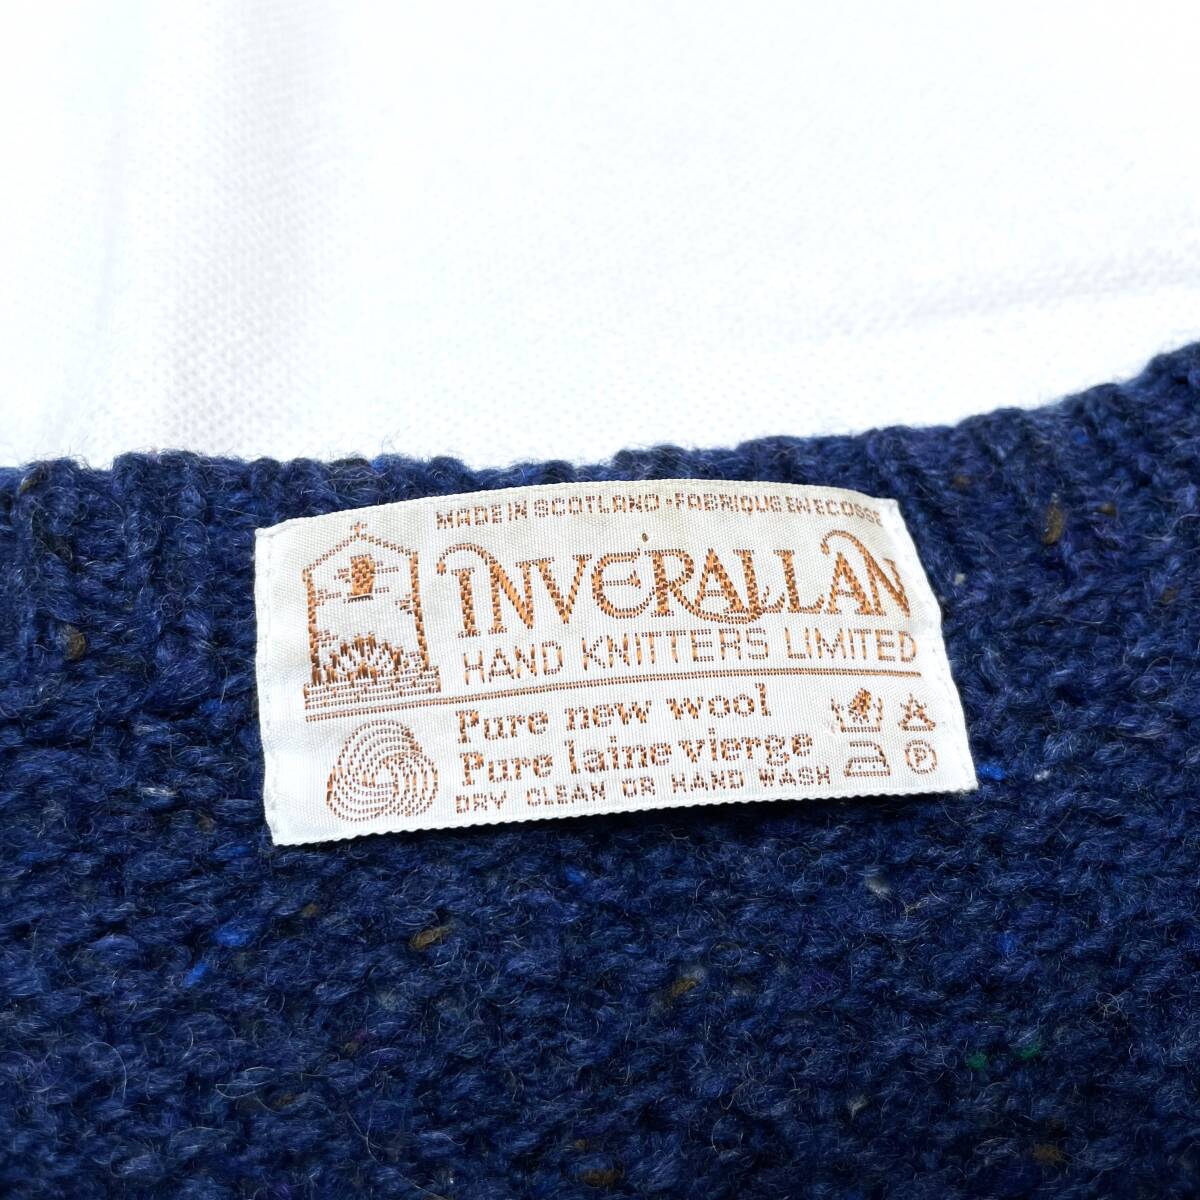 MADE IN SCOTLAND·FABRIQUE EN ECOSSE
INVERALLAN
HAND KNITTERS LIMITED
Pure new wool
Pure laine vierge
DRY CLEAN OR HAND WASH
P